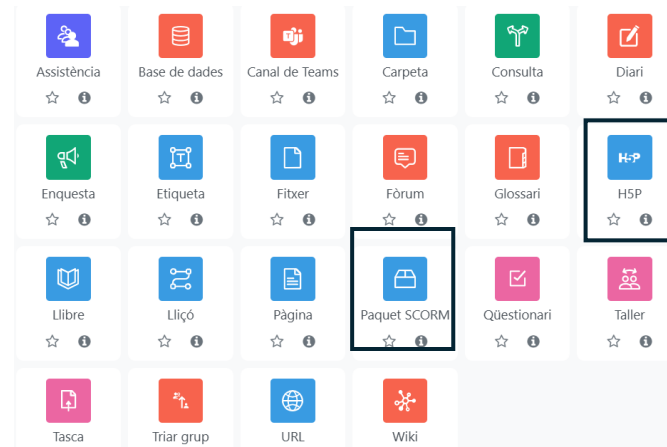 Assistència
Base de dades
Canal de Teams
Carpeta
Consulta
Diari
Enquesta
Etiqueta
Fitxer
Fòrum
Glossari
H5P
H5P
Llibre
Lliçó
Pàgina
Paquet SCORM
Qüestionari
Taller
Tasca
Triar grup
URL
Wiki